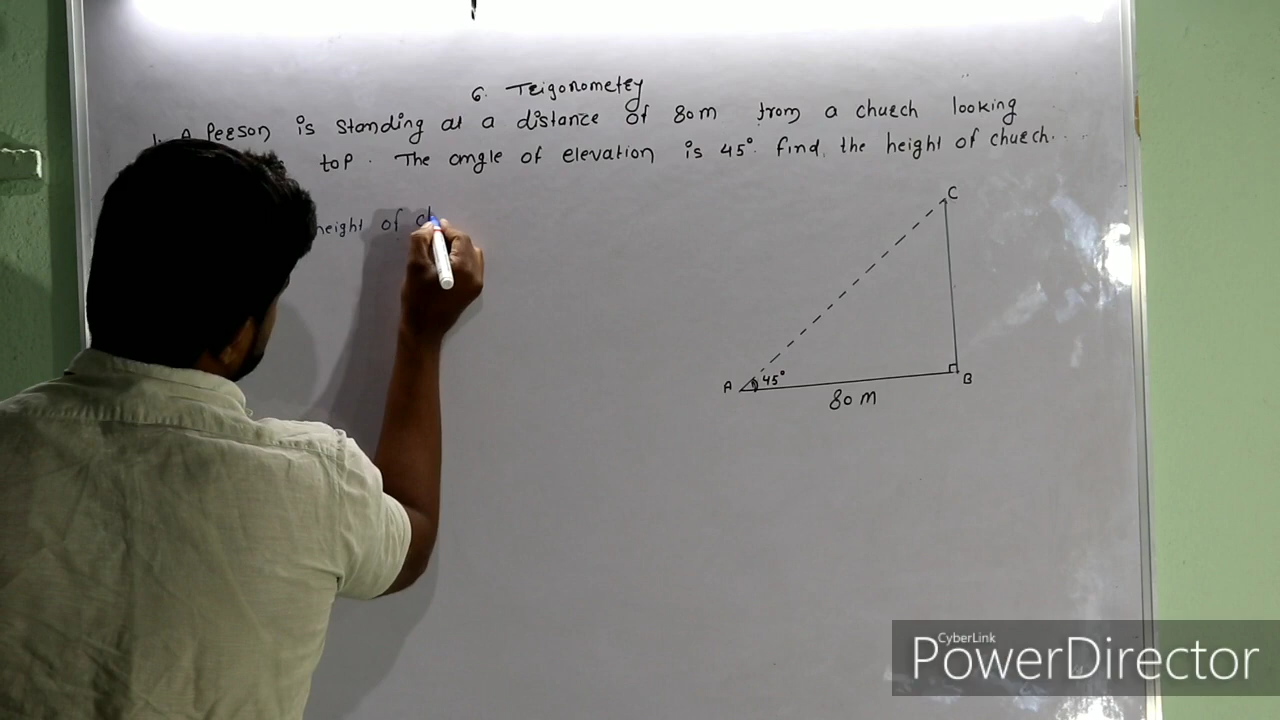 6. Trigonometry
1. A Person is standing at a distance of 80m from a church looking
top. The angle of elevation is 45° find, the height of church..
height of ch
C
A 45° B
80 m
CyberLink
PowerDirector